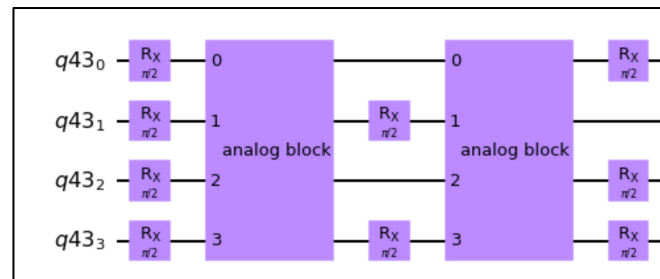 q43₀ Rx π/2 0 0 Rx π/2
q43₁ Rx π/2 1 Rx π/2 1
analog block analog block
q43₂ Rx π/2 2 2 Rx π/2
q43₃ Rx π/2 3 Rx π/2 3 Rx π/2